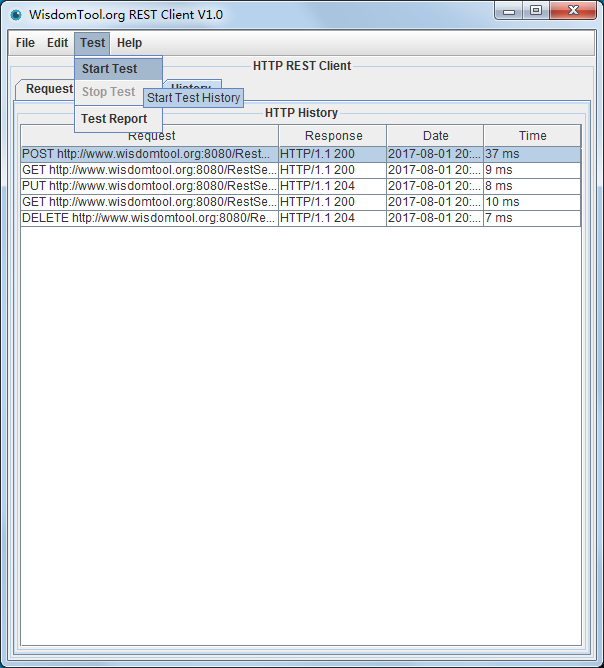 WisdomTool.org REST Client V1.0
File Edit Test Help
HTTP REST Client
Start Test
Request
Stop Test
Start Test History
Test Report
HTTP History
Request Response Date Time
POST http://www.wisdomtool.org:8080/Rest... HTTP/1.1 200 2017-08-01 20:... 37 ms
GET http://www.wisdomtool.org:8080/RestSe... HTTP/1.1 200 2017-08-01 20:... 9 ms
PUT http://www.wisdomtool.org:8080/RestSe... HTTP/1.1 204 2017-08-01 20:... 8 ms
GET http://www.wisdomtool.org:8080/RestSe... HTTP/1.1 200 2017-08-01 20:... 10 ms
DELETE http://www.wisdomtool.org:8080/Re... HTTP/1.1 204 2017-08-01 20:... 7 ms